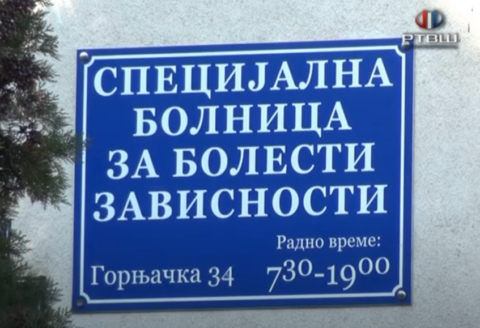 РТВШ
СПЕЦИЈАЛНА
БОЛНИЦА
ЗА БОЛЕСТИ
ЗАВИСНОСТИ
Радно време:
Горњачка 34 7³⁰-19⁰⁰